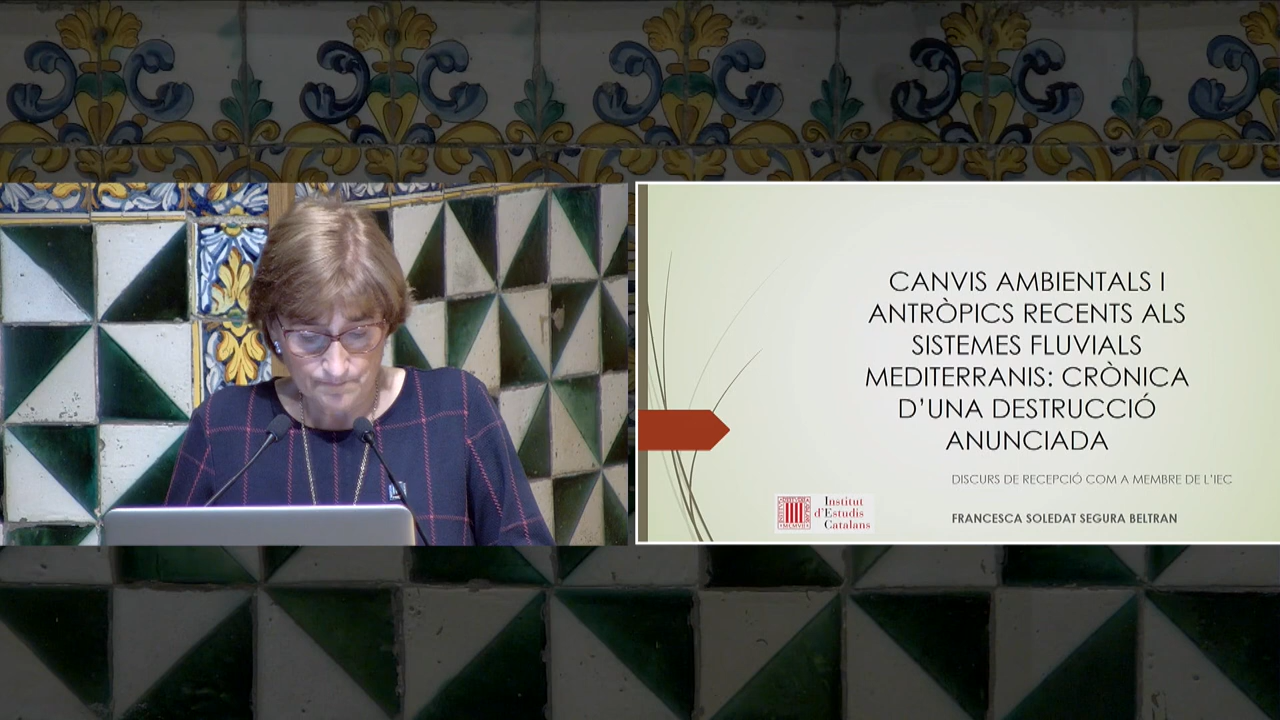 CANVIS AMBIENTALS I
ANTRÒPICS RECENTS ALS
SISTEMES FLUVIALS
MEDITERRANIS: CRÒNICA
D'UNA DESTRUCCIÓ
ANUNCIADA
DISCURS DE RECEPCIÓ COM A MEMBRE DE L'IEC
Institut
d'Estudis
Catalans
FRANCESCA SOLEDAT SEGURA BELTRAN